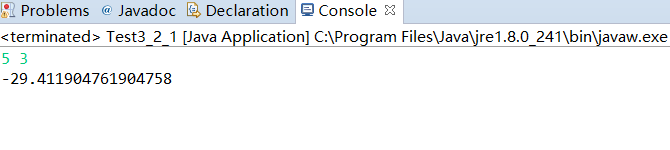 Problems @ Javadoc Declaration Console
<terminated> Test3_2_1 [Java Application] C:\Program Files\Java\jre1.8.0_241\bin\javaw.exe
5 3
-29.411904761904758